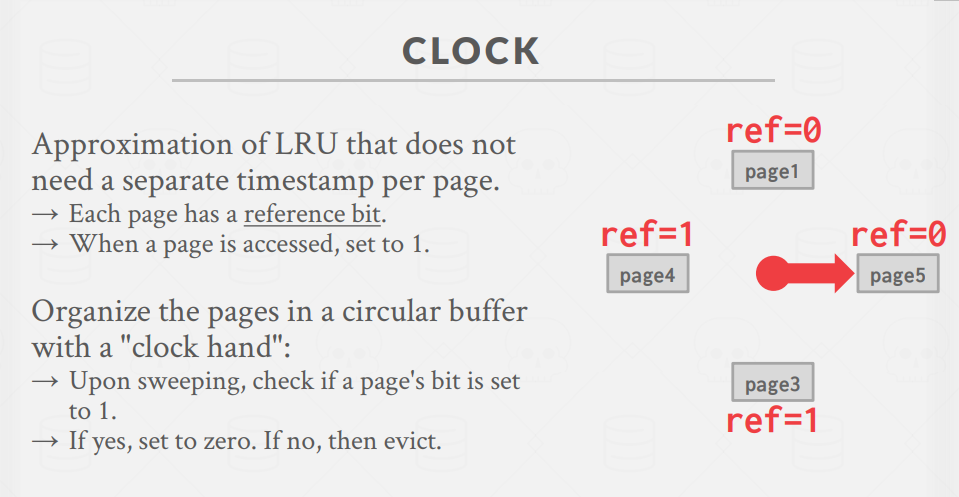 CLOCK
Approximation of LRU that does not
need a separate timestamp per page.
→ Each page has a reference bit.
→ When a page is accessed, set to 1.
Organize the pages in a circular buffer
with a "clock hand":
→ Upon sweeping, check if a page's bit is set
to 1.
→ If yes, set to zero. If no, then evict.
ref=0
page1
ref=1
page4
ref=0
page5
page3
ref=1